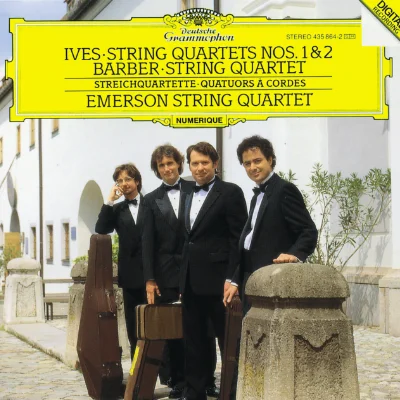 Deutsche
Grammophon
STEREO 435 864-2
DIGITAL
RECORDING
IVES·STRING QUARTETS NOS. 1 & 2
BARBER·STRING QUARTET
STREICHQUARTETTE·QUATUORS A CORDES
EMERSON STRING QUARTET
NUMERIQUE